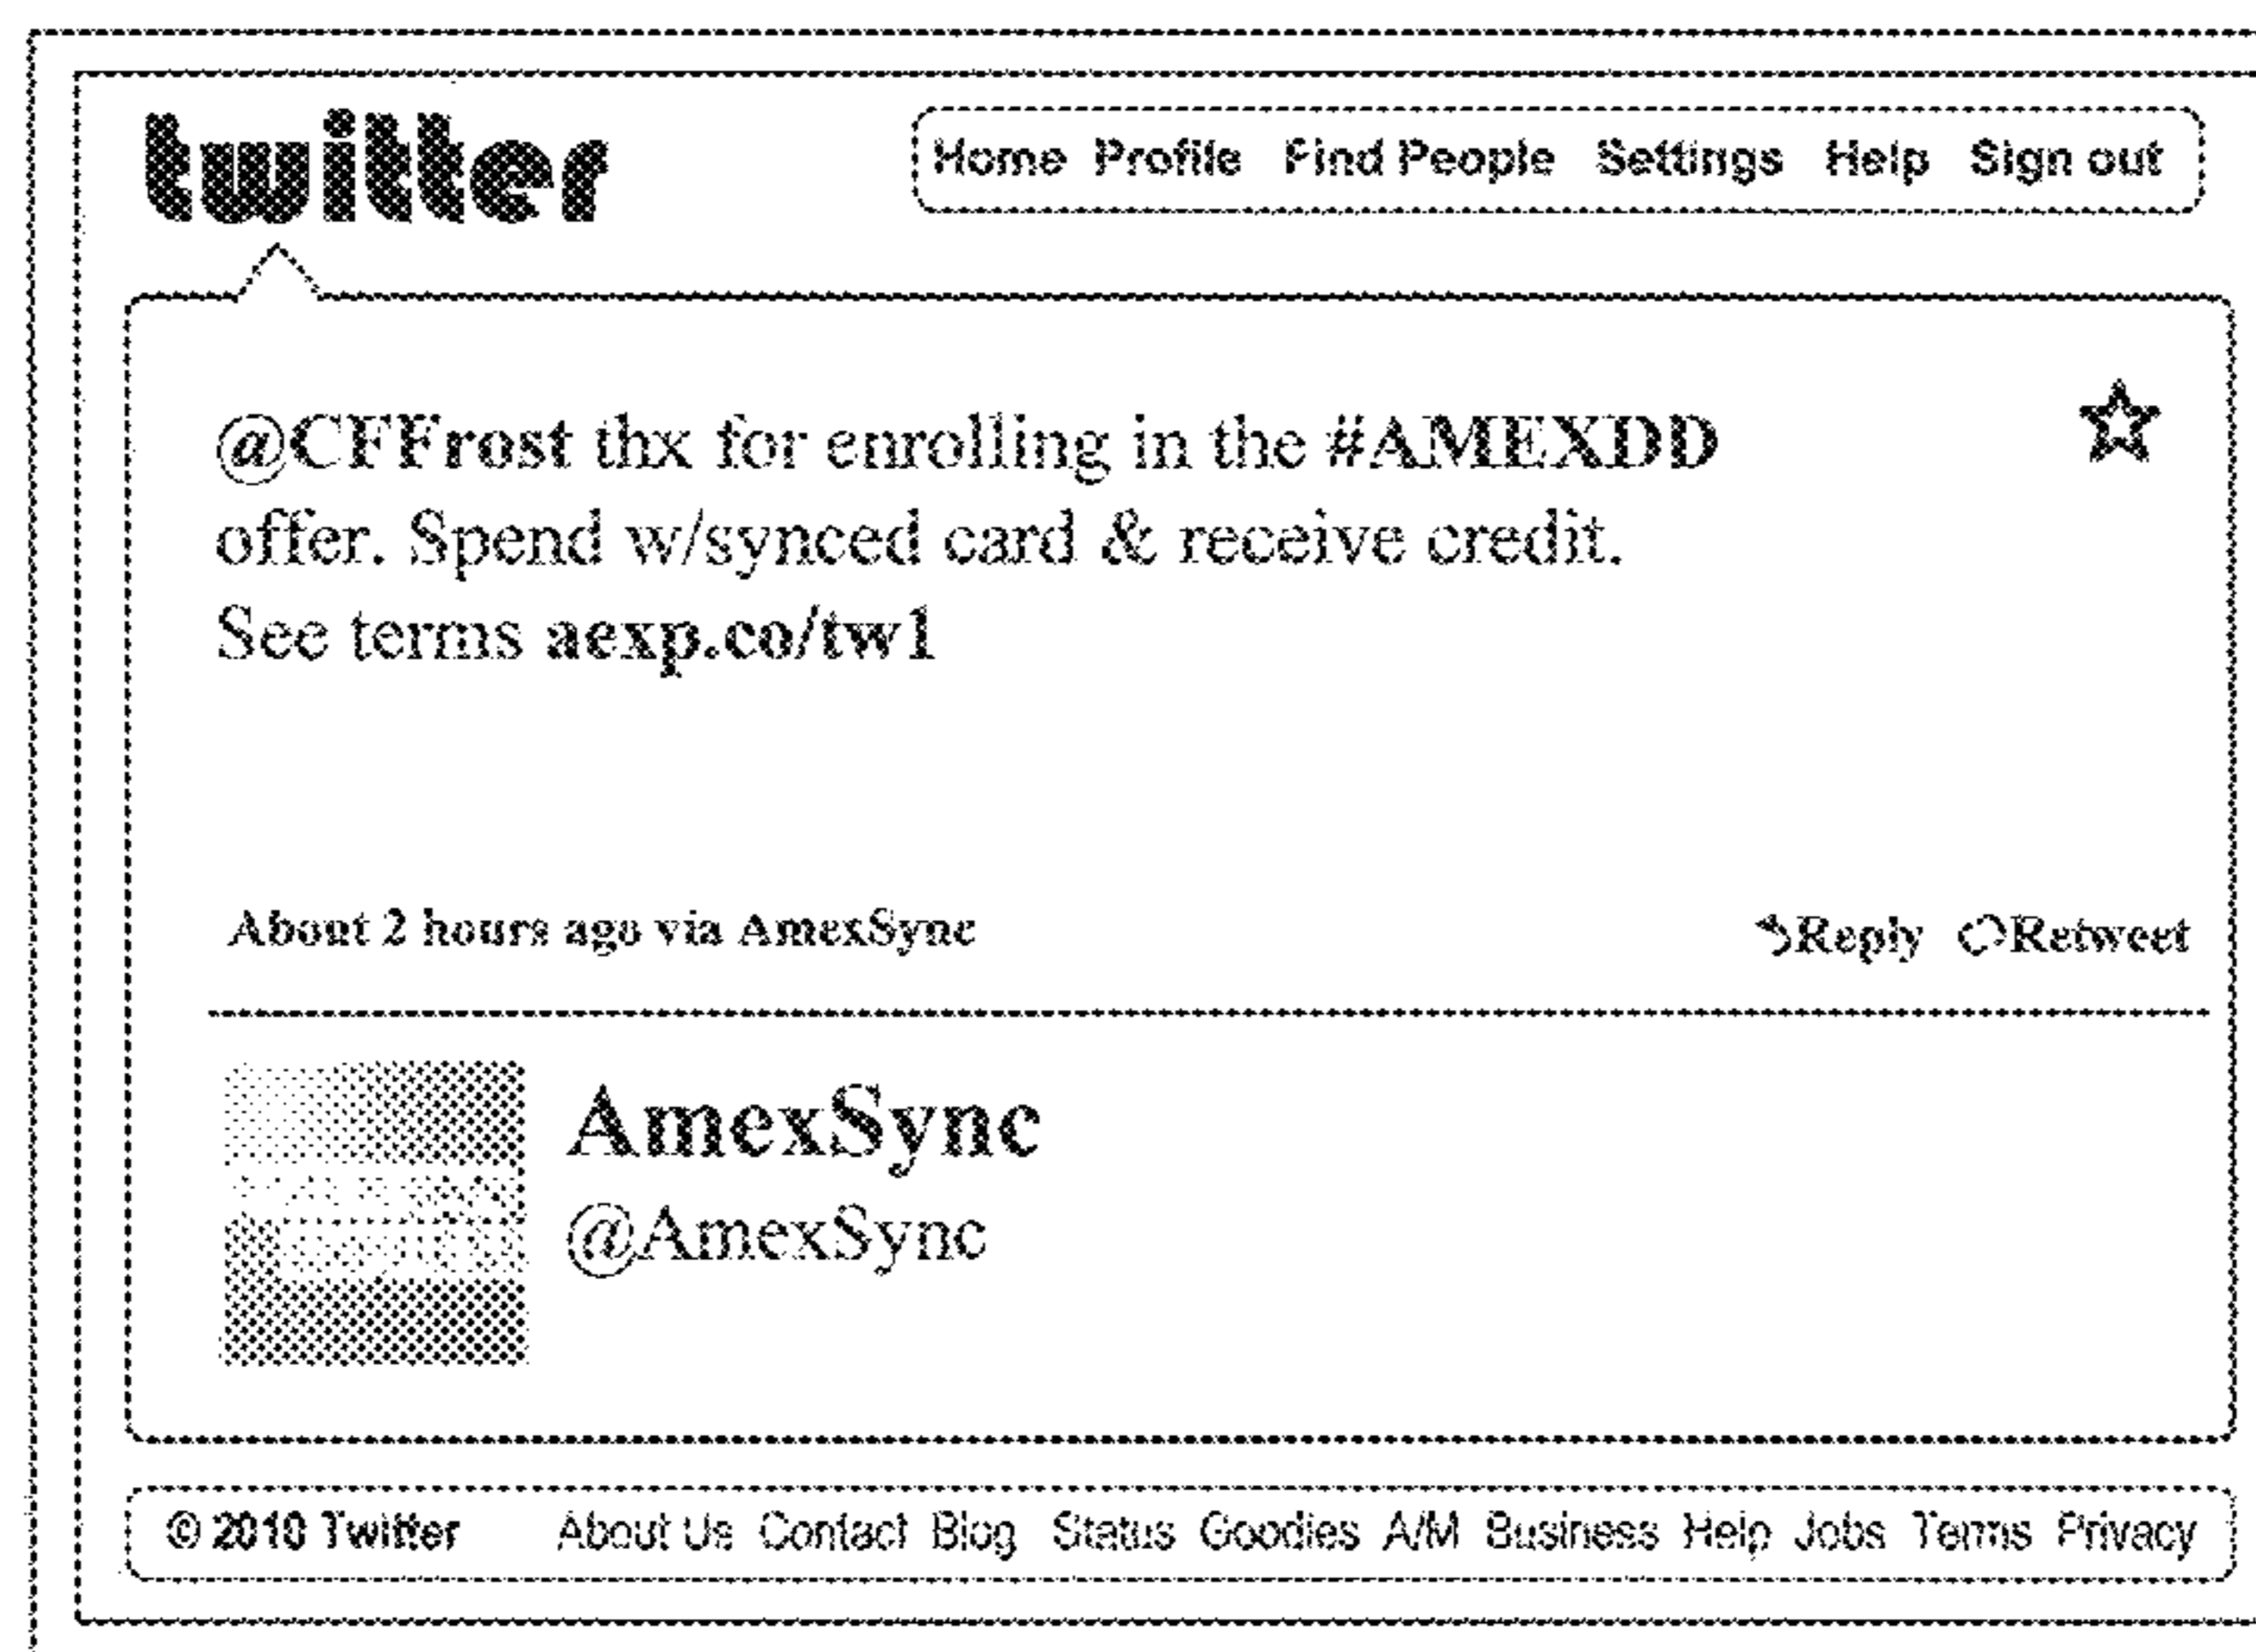 twitter
Home Profile Find People Settings Help Sign out
@CFFrost thx for enrolling in the #AMEXDD
offer. Spend w/synced card & receive credit.
See terms aexp.co/tw1
About 2 hours ago via AmexSync
Reply Retweet
AmexSync
@AmexSync
© 2010 Twitter About Us Contact Blog Status Goodies A/M Business Help Jobs Terms Privacy